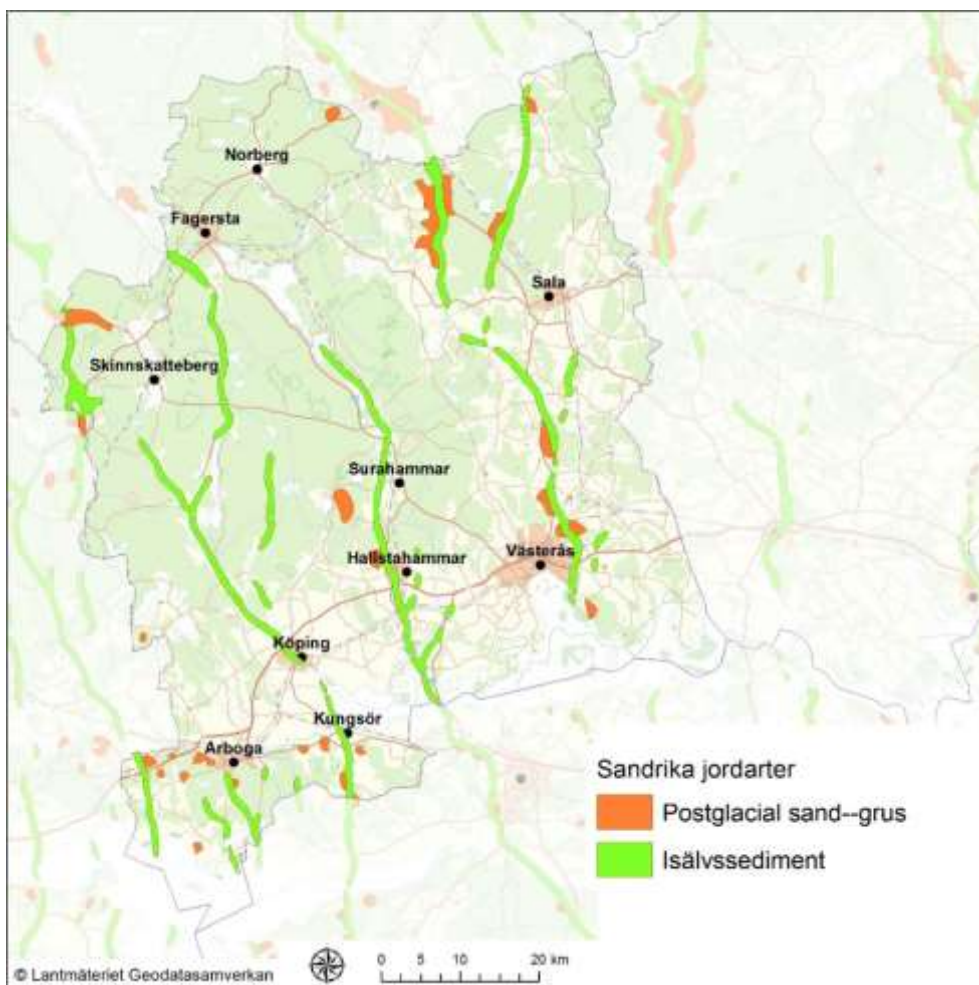 Norberg
Fagersta
Sala
Skinnskatteberg
Surahammar
Västerås
Hallstahammar
Köping
Kungsör
Arboga
Sandrika jordarter
Postglacial sand--grus
Isälvssediment
0 5 10 20 km
© Lantmäteriet Geodatasamverkan